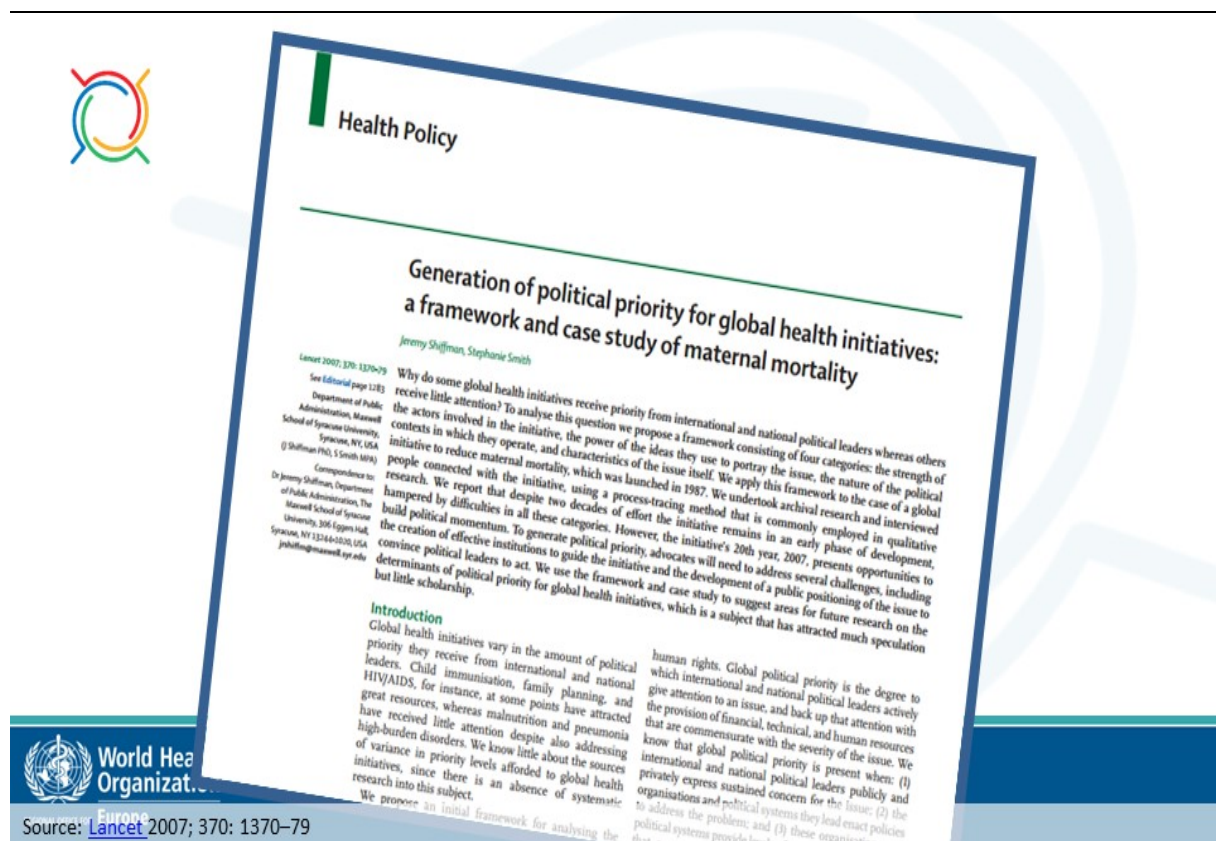 Health Policy
Generation of political priority for global health initiatives:
a framework and case study of maternal mortality
Jeremy Shiffman, Stephanie Smith
Lancet 2007; 370: 1370–79
See Editorial page 1283
Department of Public
Administration, Maxwell
School of Syracuse University,
Syracuse, NY, USA
(J Shiffman PhD, S Smith MPA)
Correspondence to:
Dr Jeremy Shiffman, Department
of Public Administration, The
Maxwell School of Syracuse
University, 306 Eggers Hall,
Syracuse, NY 13244-1020, USA
jrshiffm@maxwell.syr.edu
Why do some global health initiatives receive priority from international and national political leaders whereas others
receive little attention? To analyse this question we propose a framework consisting of four categories: the strength of
the actors involved in the initiative, the power of the ideas they use to portray the issue, the nature of the political
contexts in which they operate, and characteristics of the issue itself. We apply this framework to the case of a global
initiative to reduce maternal mortality, which was launched in 1987. We undertook archival research and interviewed
people connected with the initiative, using a process-tracing method that is commonly employed in qualitative
research. We report that despite two decades of effort the initiative remains in an early phase of development,
hampered by difficulties in all these categories. However, the initiative's 20th year, 2007, presents opportunities to
build political momentum. To generate political priority, advocates will need to address several challenges, including
the creation of effective institutions to guide the initiative and the development of a public positioning of the issue to
convince political leaders to act. We use the framework and case study to suggest areas for future research on the
determinants of political priority for global health initiatives, which is a subject that has attracted much speculation
but little scholarship.
Introduction
Global health initiatives vary in the amount of political
priority they receive from international and national
leaders. Child immunisation, family planning, and
HIV/AIDS, for instance, at some points have attracted
great resources, whereas malnutrition and pneumonia
have received little attention despite also addressing
high-burden disorders. We know little about the sources
of variance in priority levels afforded to global health
initiatives, since there is an absence of systematic
research into this subject.
We propose an initial framework for analysing the
human rights. Global political priority is the degree to
which international and national political leaders actively
give attention to an issue, and back up that attention with
the provision of financial, technical, and human resources
that are commensurate with the severity of the issue. We
know that global political priority is present when: (1)
international and national political leaders publicly and
privately express sustained concern for the issue; (2) the
organisations and political systems they lead enact policies
to address the problem; and (3) these
political systems provide
World Hea
Organizat
Europe
Source: Lancet 2007; 370: 1370–79